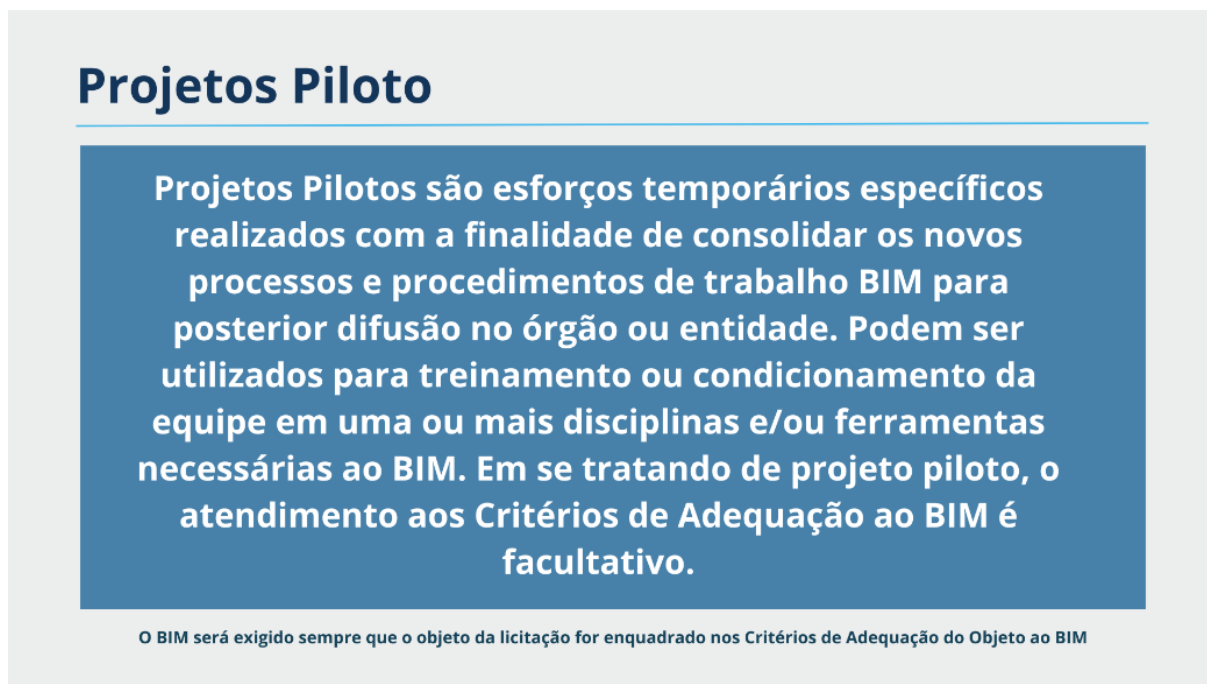 Projetos Piloto
Projetos Pilotos são esforços temporários específicos
realizados com a finalidade de consolidar os novos
processos e procedimentos de trabalho BIM para
posterior difusão no órgão ou entidade. Podem ser
utilizados para treinamento ou condicionamento da
equipe em uma ou mais disciplinas e/ou ferramentas
necessárias ao BIM. Em se tratando de projeto piloto, o
atendimento aos Critérios de Adequação ao BIM é
facultativo.
O BIM será exigido sempre que o objeto da licitação for enquadrado nos Critérios de Adequação do Objeto ao BIM